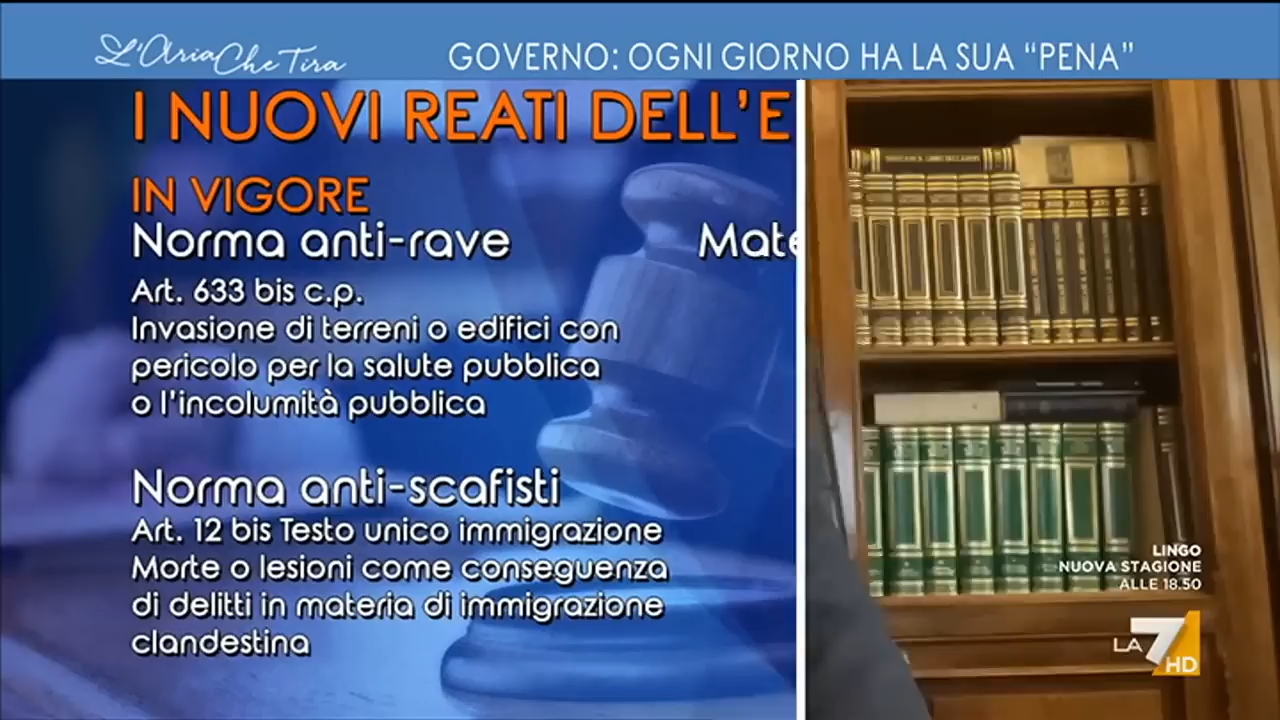 L'Aria Che Tira
GOVERNO: OGNI GIORNO HA LA SUA “PENA”
I NUOVI REATI DELL'E
IN VIGORE
Norma anti-rave
Mate
Art. 633 bis c.p.
Invasione di terreni o edifici con
pericolo per la salute pubblica
o l'incolumità pubblica
Norma anti-scafisti
Art. 12 bis Testo unico immigrazione
Morte o lesioni come conseguenza
di delitti in materia di immigrazione
clandestina
LINGO
NUOVA STAGIONE
ALLE 18.50
LA 7
HD